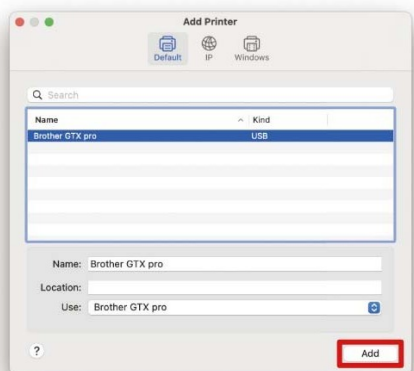 Add Printer
Default IP Windows
Search
Name Kind
Brother GTX pro USB
Name: Brother GTX pro
Location:
Use: Brother GTX pro
? Add